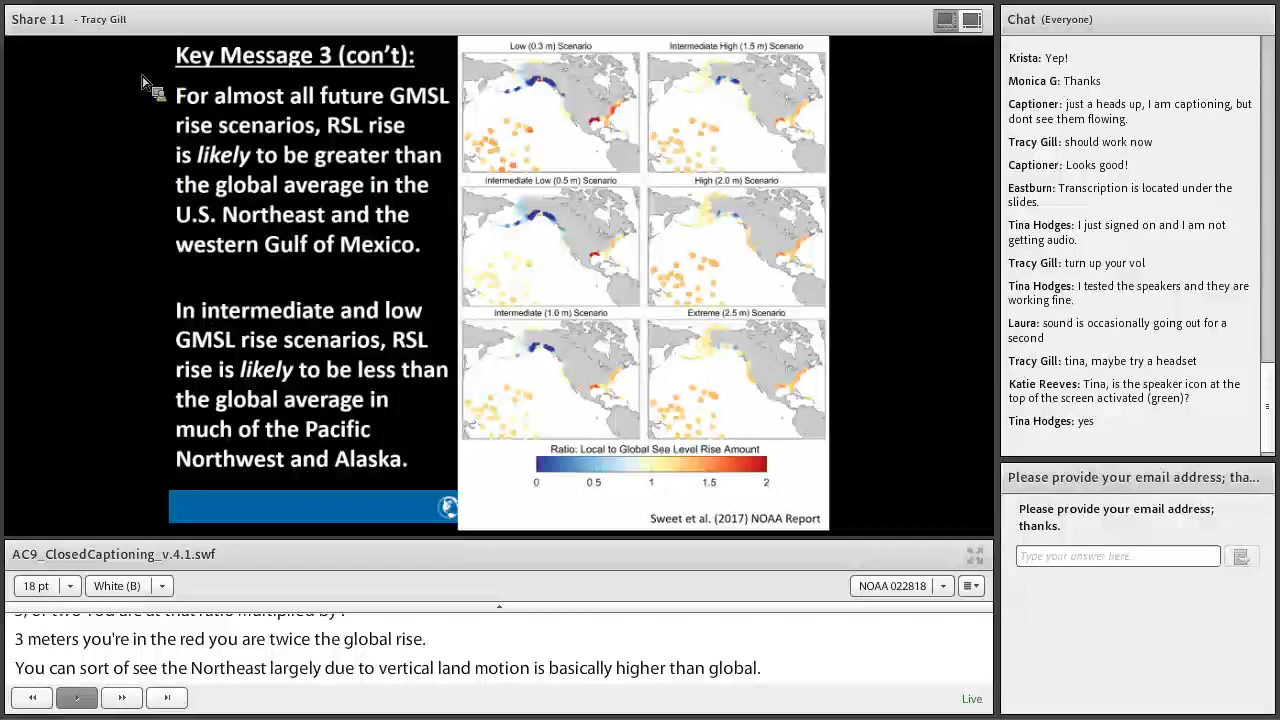 Share 11 - Tracy Gill
Key Message 3 (con't):
For almost all future GMSL
rise scenarios, RSL rise
is likely to be greater than
the global average in the
U.S. Northeast and the
western Gulf of Mexico.
In intermediate and low
GMSL rise scenarios, RSL
rise is likely to be less than
the global average in
much of the Pacific
Northwest and Alaska.
Low (0.3 m) Scenario
Intermediate High (1.5 m) Scenario
Intermediate Low (0.5 m) Scenario
High (2.0 m) Scenario
Intermediate (1.0 m) Scenario
Extreme (2.5 m) Scenario
Ratio: Local to Global Sea Level Rise Amount
0 0.5 1 1.5 2
Sweet et al. (2017) NOAA Report
AC9_ClosedCaptioning_v.4.1.swf
18 pt
White (B)
NOAA 022818
3, or two You are at that ratio multiplied by .
3 meters you're in the red you are twice the global rise.
You can sort of see the Northeast largely due to vertical land motion is basically higher than global.
Live
Chat (Everyone)
Krista: Yep!
Monica G: Thanks
Captioner: just a heads up, I am captioning, but
dont see them flowing.
Tracy Gill: should work now
Captioner: Looks good!
Eastburn: Transcription is located under the
slides.
Tina Hodges: I just signed on and I am not
getting audio.
Tracy Gill: turn up your vol
Tina Hodges: I tested the speakers and they are
working fine.
Laura: sound is occasionally going out for a
second
Tracy Gill: tina, maybe try a headset
Katie Reeves: Tina, is the speaker icon at the
top of the screen activated (green)?
Tina Hodges: yes
Please provide your email address; tha...
Please provide your email address;
thanks.
Type your answer here.